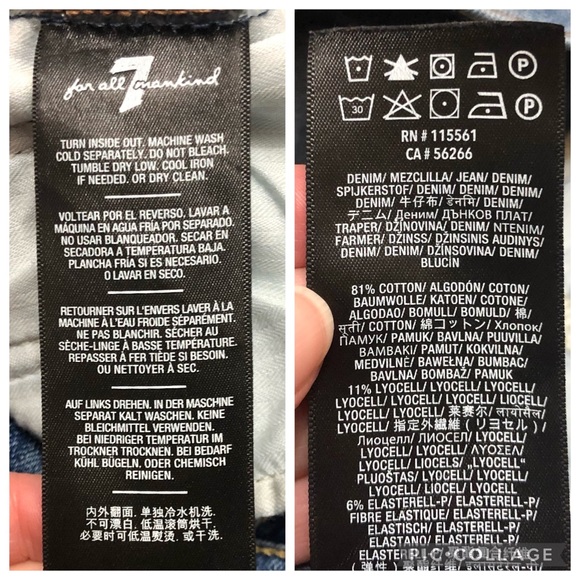 7
for all mankind
TURN INSIDE OUT. MACHINE WASH
COLD SEPARATELY. DO NOT BLEACH.
TUMBLE DRY LOW. COOL IRON
IF NEEDED. OR DRY CLEAN.
VOLTEAR POR EL REVERSO, LAVAR A
MÁQUINA EN AGUA FRÍA POR SEPARADO.
NO USAR BLANQUEADOR. SECAR EN
SECADORA A TEMPERATURA BAJA.
PLANCHA FRÍA SI ES NECESARIO.
O LAVAR EN SECO.
RETOURNER SUR L'ENVERS LAVER À LA
MACHINE À L'EAU FROIDE SÉPARÉMENT.
NE PAS BLANCHIR. SÉCHER AU
SÈCHE-LINGE À BASSE TEMPÉRATURE.
REPASSER À FER TIÈDE SI BESOIN.
OU NETTOYER À SEC.
AUF LINKS DREHEN. IN DER MASCHINE
SEPARAT KALT WASCHEN. KEINE
BLEICHMITTEL VERWENDEN.
BEI NIEDRIGER TEMPERATUR IM
TROCKNER TROCKNEN. BEI BEDARF
KÜHL BÜGELN. ODER CHEMISCH
REINIGEN.
内外翻面. 单独冷水机洗.
不可漂白. 低温滚筒烘干.
必要时可低温熨烫. 或干洗.
P
30 P
RN # 115561
CA # 56266
DENIM/ MEZCLILLA/ JEAN/ DENIM/
SPIJKERSTOF/ DENIM/ DENIM/ DENIM/
DENIM/ 牛仔布/ डेनिम/ DENIM/
デニム/ Деним/ ДЪНКОВ ПЛАТ/
TRAPER/ DŽÍNOVINA/ DENIM/ NTENIM/
FARMER/ DŽINSS/ DŽINSINIS AUDINYS/
DENIM/ DENIM/ DŽÍNSOVINA/ DENIM/
BLUCIN
81% COTTON/ ALGODÓN/ COTON/
BAUMWOLLE/ KATOEN/ COTONE/
ALGODAO/ BOMULL/ BOMULD/ 棉/
सूती/ COTTON/ 綿 コットン/ Хлопок/
ПАМУК/ PAMUK/ BAVLNA/ PUUVILLA/
BAMBAKI/ PAMUT/ KOKVILNA/
MEDVILNĖ/ BAWEŁNA/ BUMBAC/
BAVLNA/ BOMBAŽ/ PAMUK
11% LYOCELL/ LYOCELL/ LYOCELL/
LYOCELL/ LYOCELL/ LYOCELL/ LIOCEL/
LYOCELL/ LYOCELL/ 莱赛尔/ लायोसैल/
LYOCELL/ 指定外繊維 (リヨセル)/
Лиоцелл/ ЛИОСЕЛ/ LYOCELL/
LYOCELL/ LYOCELL/ ΛΥΟΣΕΛ/
LYOCELL/ LIOCELS/ „LYOCELL“
PLUOŠTAS/ LYOCELL/ LYOCELL/
LYOCELL/ LIOCEL/ LYOCELL
6% ELASTERELL-P/ ELASTERELL-P/
FIBRE ELASTIQUE/ ELASTERELL-P/
ELASTISCH/ ELASTERELL-P/
ELASTANO/ ELASTERELL-P/
PIC COLLAGE